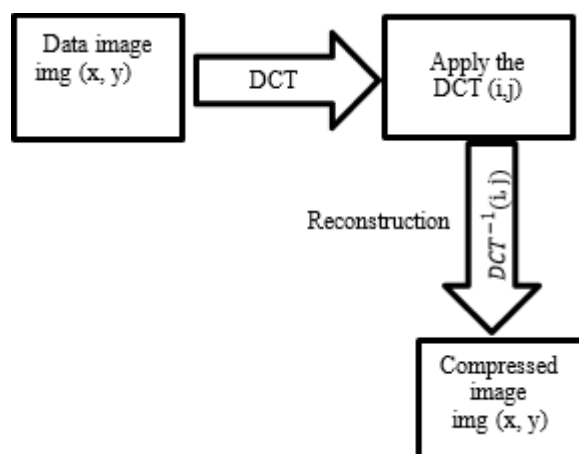 Data image
img (x, y)
DCT
Apply the
DCT (i,j)
Reconstruction
DCT⁻¹(i, j)
Compressed
image
img (x, y)